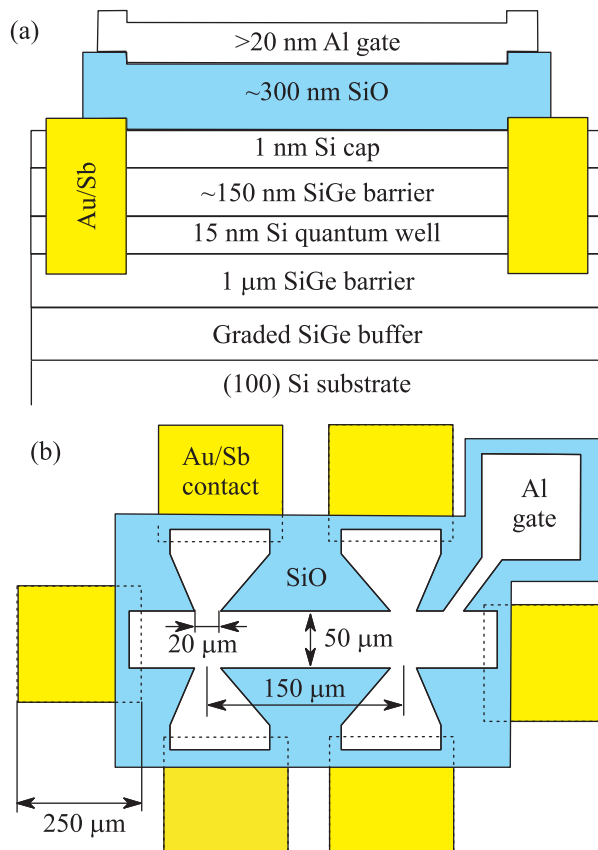 (a)
>20 nm Al gate
~300 nm SiO
1 nm Si cap
Au/Sb
~150 nm SiGe barrier
15 nm Si quantum well
1 μm SiGe barrier
Graded SiGe buffer
(100) Si substrate
(b)
Au/Sb
contact
Al
gate
SiO
20 μm
50 μm
150 μm
250 μm